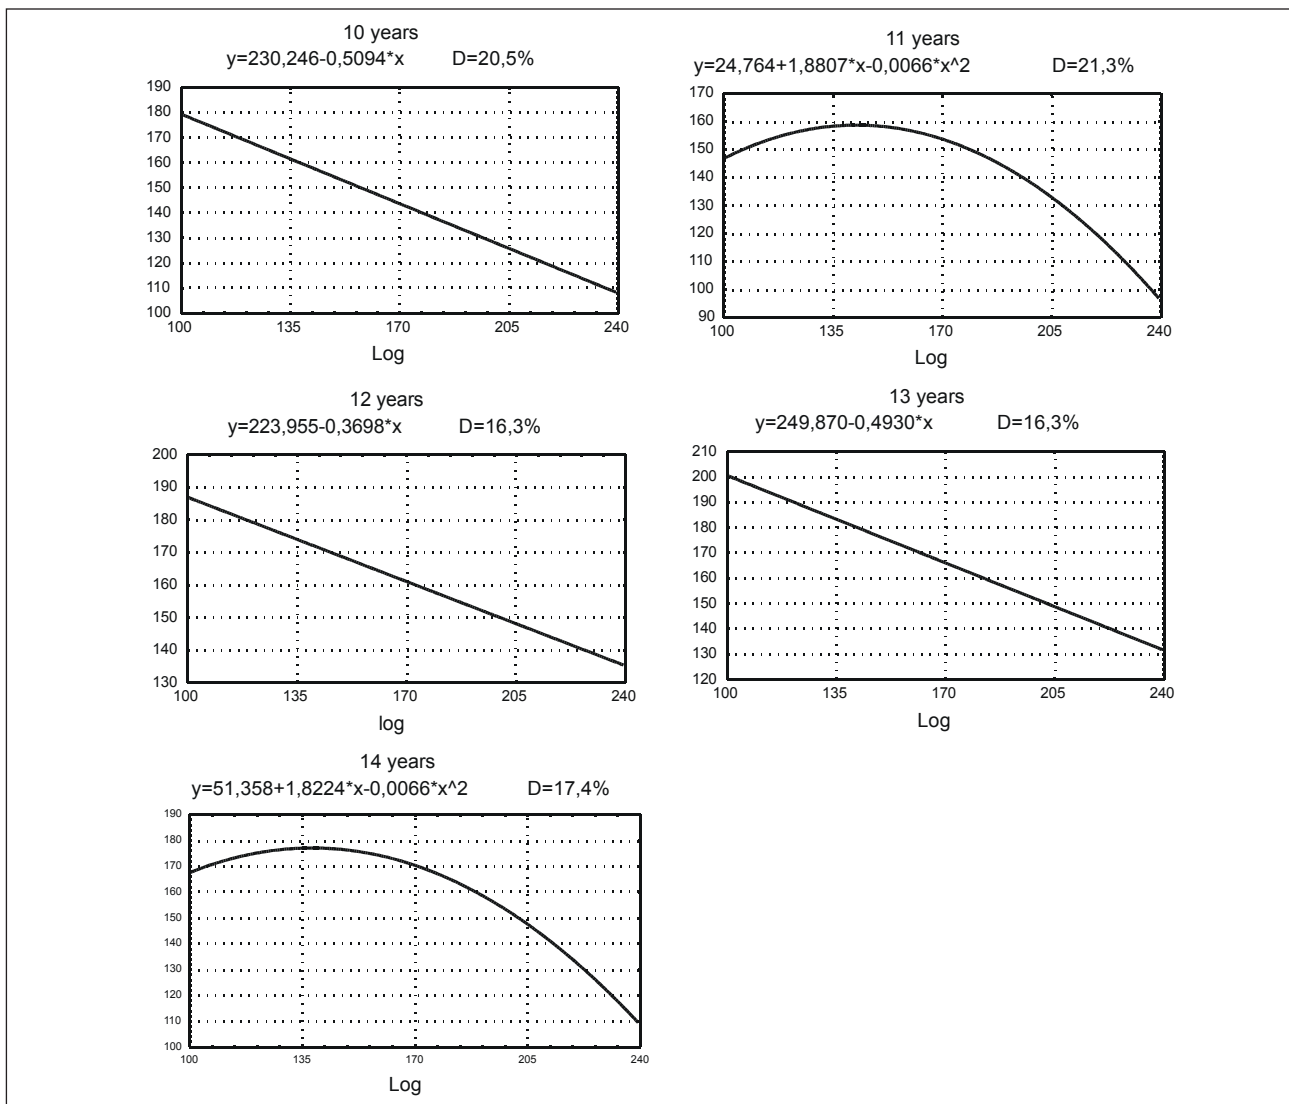 10 years
y=230,246-0,5094*x D=20,5%
190
180
170
160
150
140
130
120
110
100
100 135 170 205 240
Log
11 years
y=24,764+1,8807*x-0,0066*x^2 D=21,3%
170
160
150
140
130
120
110
100
90
100 135 170 205 240
Log
12 years
y=223,955-0,3698*x D=16,3%
200
190
180
170
160
150
140
130
100 135 170 205 240
log
13 years
y=249,870-0,4930*x D=16,3%
210
200
190
180
170
160
150
140
130
120
100 135 170 205 240
Log
14 years
y=51,358+1,8224*x-0,0066*x^2 D=17,4%
190
180
170
160
150
140
130
120
110
100
100 135 170 205 240
Log